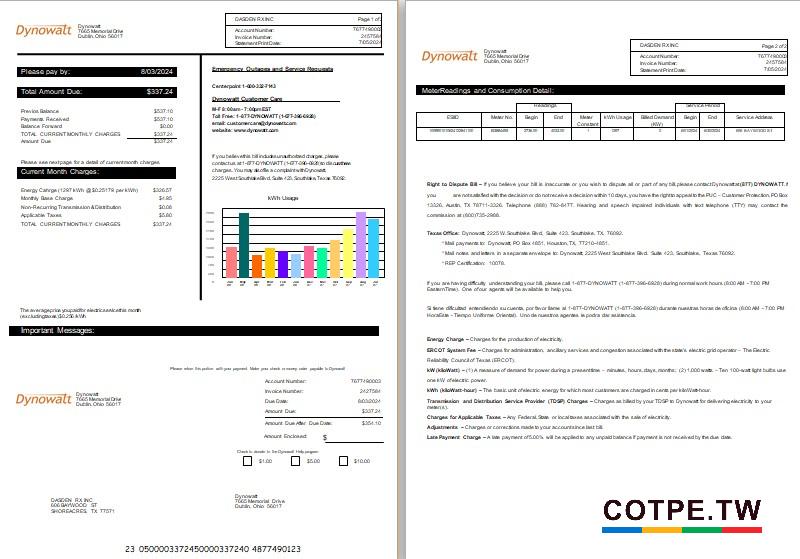 Dynowatt
Dynowatt
7665 Memorial Drive
Dublin, Ohio 56017
DASDEN RX INC
Page 1 of 2
Account Number:
7677490003
Invoice Number:
2457584
Statement Print Date:
7/05/2024
Please pay by: 8/03/2024
Total Amount Due: $337.24
Previous Balance $537.10
Payments Received $537.10
Balance Forward $0.00
TOTAL CURRENT MONTHLY CHARGES $337.24
Amount Due $337.24
Please see next page for a detail of current month charges.
Current Month Charges:
Energy Cahrge (1297 kWH @ $0.25179 per kWH) $326.57
Monthly Base Charge $4.95
Non-Recurring Transmission & Distribution $0.08
Applicable Taxes $5.80
TOTAL CURRENT MONTHLY CHARGES $337.24
The average price you paid for electric service this month
(excluding tax) $0.256 kWh
Emergency Outages and Service Requests
Centerpoint 1-800-332-7143
Dynowatt Customer Care
M-F 8:00am - 7:00pm EST
Toll Free: 1-877-DYNOWATT (1-877-396-6928)
email: customercare@dynowatt.com
website: www.dynowatt.com
If you believe this bill includes unauthorized charges, please
contact us at 1-877-DYNOWATT (1-877-396-6928) to dispute these
charges. You may also file a complaint with Dynowatt,
2225 West Southlake Blvd, Suite 423, Southlake, Texas 76092.
kWh Usage
Important Messages:
Please return this portion with your payment. Make your check or money order payable to Dynowatt
Dynowatt
Dynowatt
7665 Memorial Drive
Dublin, Ohio 56017
Account Number: 7677490003
Invoice Number: 2427584
Due Date: 8/03/2024
Amount Due: $337.24
Amount Due After Due Date: $354.10
Amount Enclosed: $
Check to donate to the Dynowatt Help program
$1.00 $5.00 $10.00
DASDEN RX INC
606 BAYWOOD ST
SHOREACRES, TX 77571
Dynowatt
7665 Memorial Drive
Dublin, Ohio 56017
23 0500003372450000337240 4877490123
Dynowatt
Dynowatt
7665 Memorial Drive
Dublin, Ohio 56017
DASDEN RX INC
Page 2 of 2
Account Number:
7677490003
Invoice Number:
2457584
Statement Print Date:
7/05/2024
Meter Readings and Consumption Detail:
Readings Service Period
ESIID Meter No. Begin End Meter Constant kWh Usage Billed Demand (KW) Begin End Service Address
Right to Dispute Bill – If you believe your bill is inaccurate or you wish to dispute all or part of any bill, please contact Dynowatt at (877) DYNOWATT. If
you are not satisfied with the decision or do not receive a decision within 10 days, you have the right to appeal to the PUC - Customer Protection, PO Box
13326, Austin, TX 78711-3326. Telephone (888) 782-8477. Hearing and speech impaired individuals with text telephone (TTY) may contact the
commission at (800)735-2988.
Texas Office: Dynowatt, 2225 W. Southlake Blvd, Suite 423, Southlake, TX, 76092.
*Mail payments to: Dynowatt, PO Box 4851, Houston, TX, 77210-4851.
*Mail notes and letters in a separate envelope to: Dynowatt, 2225 West Southlake Blvd, Suite 423, Southlake, Texas 76092.
*REP Certification: 10078.
If you are having difficulty understanding your bill, please call 1-877-DYNOWATT (1-877-396-6928) during normal work hours (8:00 AM - 7:00 PM
Eastern Time). One of our agents will be available to help you.
Si tiene dificultad entendiendo su cuenta, por favor llame al 1-877-DYNOWATT (1-877-396-6928) durante nuestras horas de oficina (8:00 AM - 7:00 PM
Hora Este - Tiempo Uniforme Oriental). Uno de nuestros agentes le podra dar asistencia.
Energy Charge – Charges for the production of electricity.
ERCOT System Fee – Charges for administration, ancillary services and congestion associated with the state's electric grid operator – The Electric
Reliability Council of Texas (ERCOT).
kW (kiloWatt) – (1) A measure of demand for power during a preset time – minutes, hours, days, months; (2) 1,000 watts - Ten 100-watt light bulbs use
one kW of electric power.
kWh (kiloWatt-hour) – The basic unit of electric energy for which most customers are charged in cents per kiloWatt-hour.
Transmission and Distribution Service Provider (TDSP) Charges – Charges as billed by your TDSP to Dynowatt for delivering electricity to your
meter(s).
Charges for Applicable Taxes – Any Federal, State or local taxes associated with the sale of electricity.
Adjustments – Charges or corrections made to your account since last bill.
Late Payment Charge – A late payment of 5.00% will be applied to any unpaid balance if payment is not received by the due date.
COTPE.TW